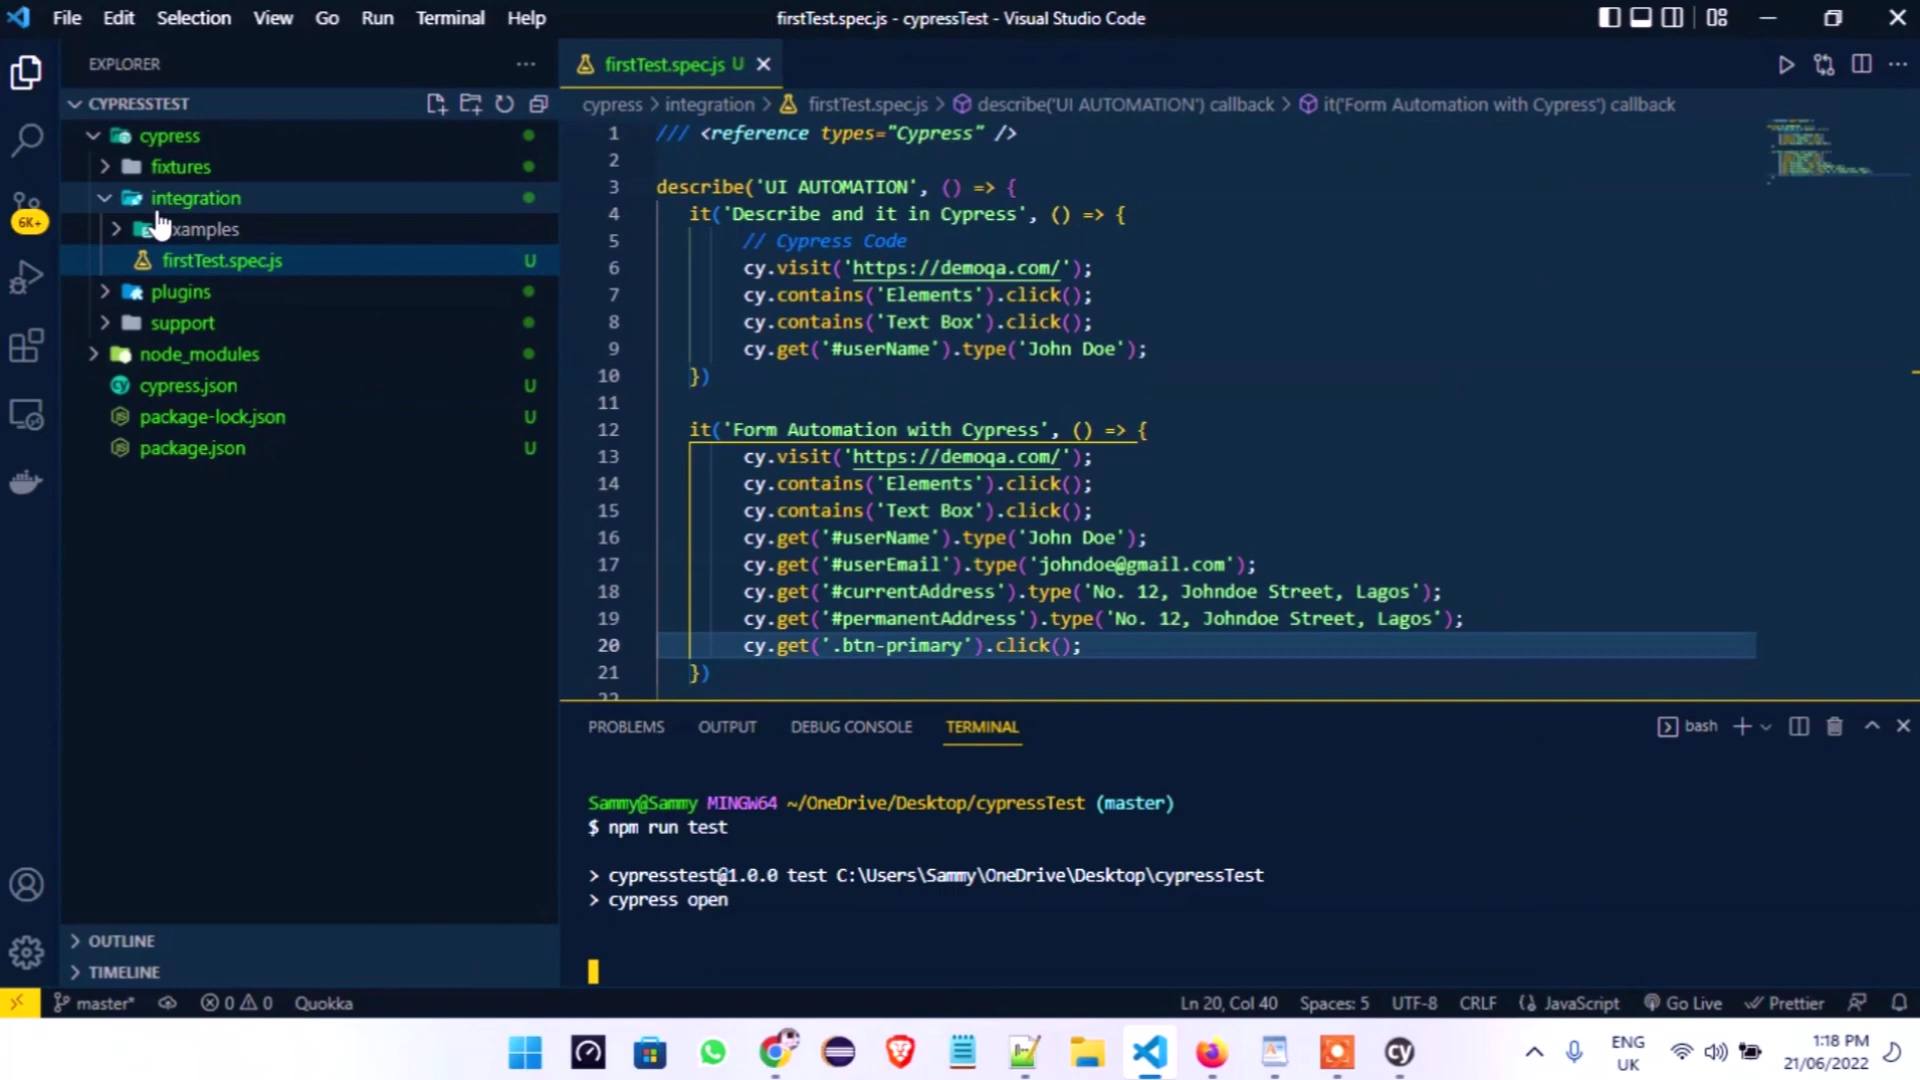 File Edit Selection View Go Run Terminal Help
firstTest.spec.js - cypressTest - Visual Studio Code
EXPLORER
CYPRESSTEST
cypress
fixtures
integration
examples
firstTest.spec.js U
plugins
support
node_modules
cypress.json U
package-lock.json U
package.json U
OUTLINE
TIMELINE
6K+
firstTest.spec.js U
cypress > integration > firstTest.spec.js > describe('UI AUTOMATION') callback > it('Form Automation with Cypress') callback
1 /// <reference types="Cypress" />
2
3 describe('UI AUTOMATION', () => {
4 it('Describe and it in Cypress', () => {
5 // Cypress Code
6 cy.visit('https://demoqa.com/');
7 cy.contains('Elements').click();
8 cy.contains('Text Box').click();
9 cy.get('#userName').type('John Doe');
10 })
11
12 it('Form Automation with Cypress', () => {
13 cy.visit('https://demoqa.com/');
14 cy.contains('Elements').click();
15 cy.contains('Text Box').click();
16 cy.get('#userName').type('John Doe');
17 cy.get('#userEmail').type('johndoe@gmail.com');
18 cy.get('#currentAddress').type('No. 12, Johndoe Street, Lagos');
19 cy.get('#permanentAddress').type('No. 12, Johndoe Street, Lagos');
20 cy.get('.btn-primary').click();
21 })
22
PROBLEMS OUTPUT DEBUG CONSOLE TERMINAL
bash
Sammy@Sammy MINGW64 ~/OneDrive/Desktop/cypressTest (master)
$ npm run test
> cypresstest@1.0.0 test C:\Users\Sammy\OneDrive\Desktop\cypressTest
> cypress open
master* 0 0 Quokka
Ln 20, Col 40 Spaces: 5 UTF-8 CRLF JavaScript Go Live Prettier
cy
ENG
UK
1:18 PM
21/06/2022